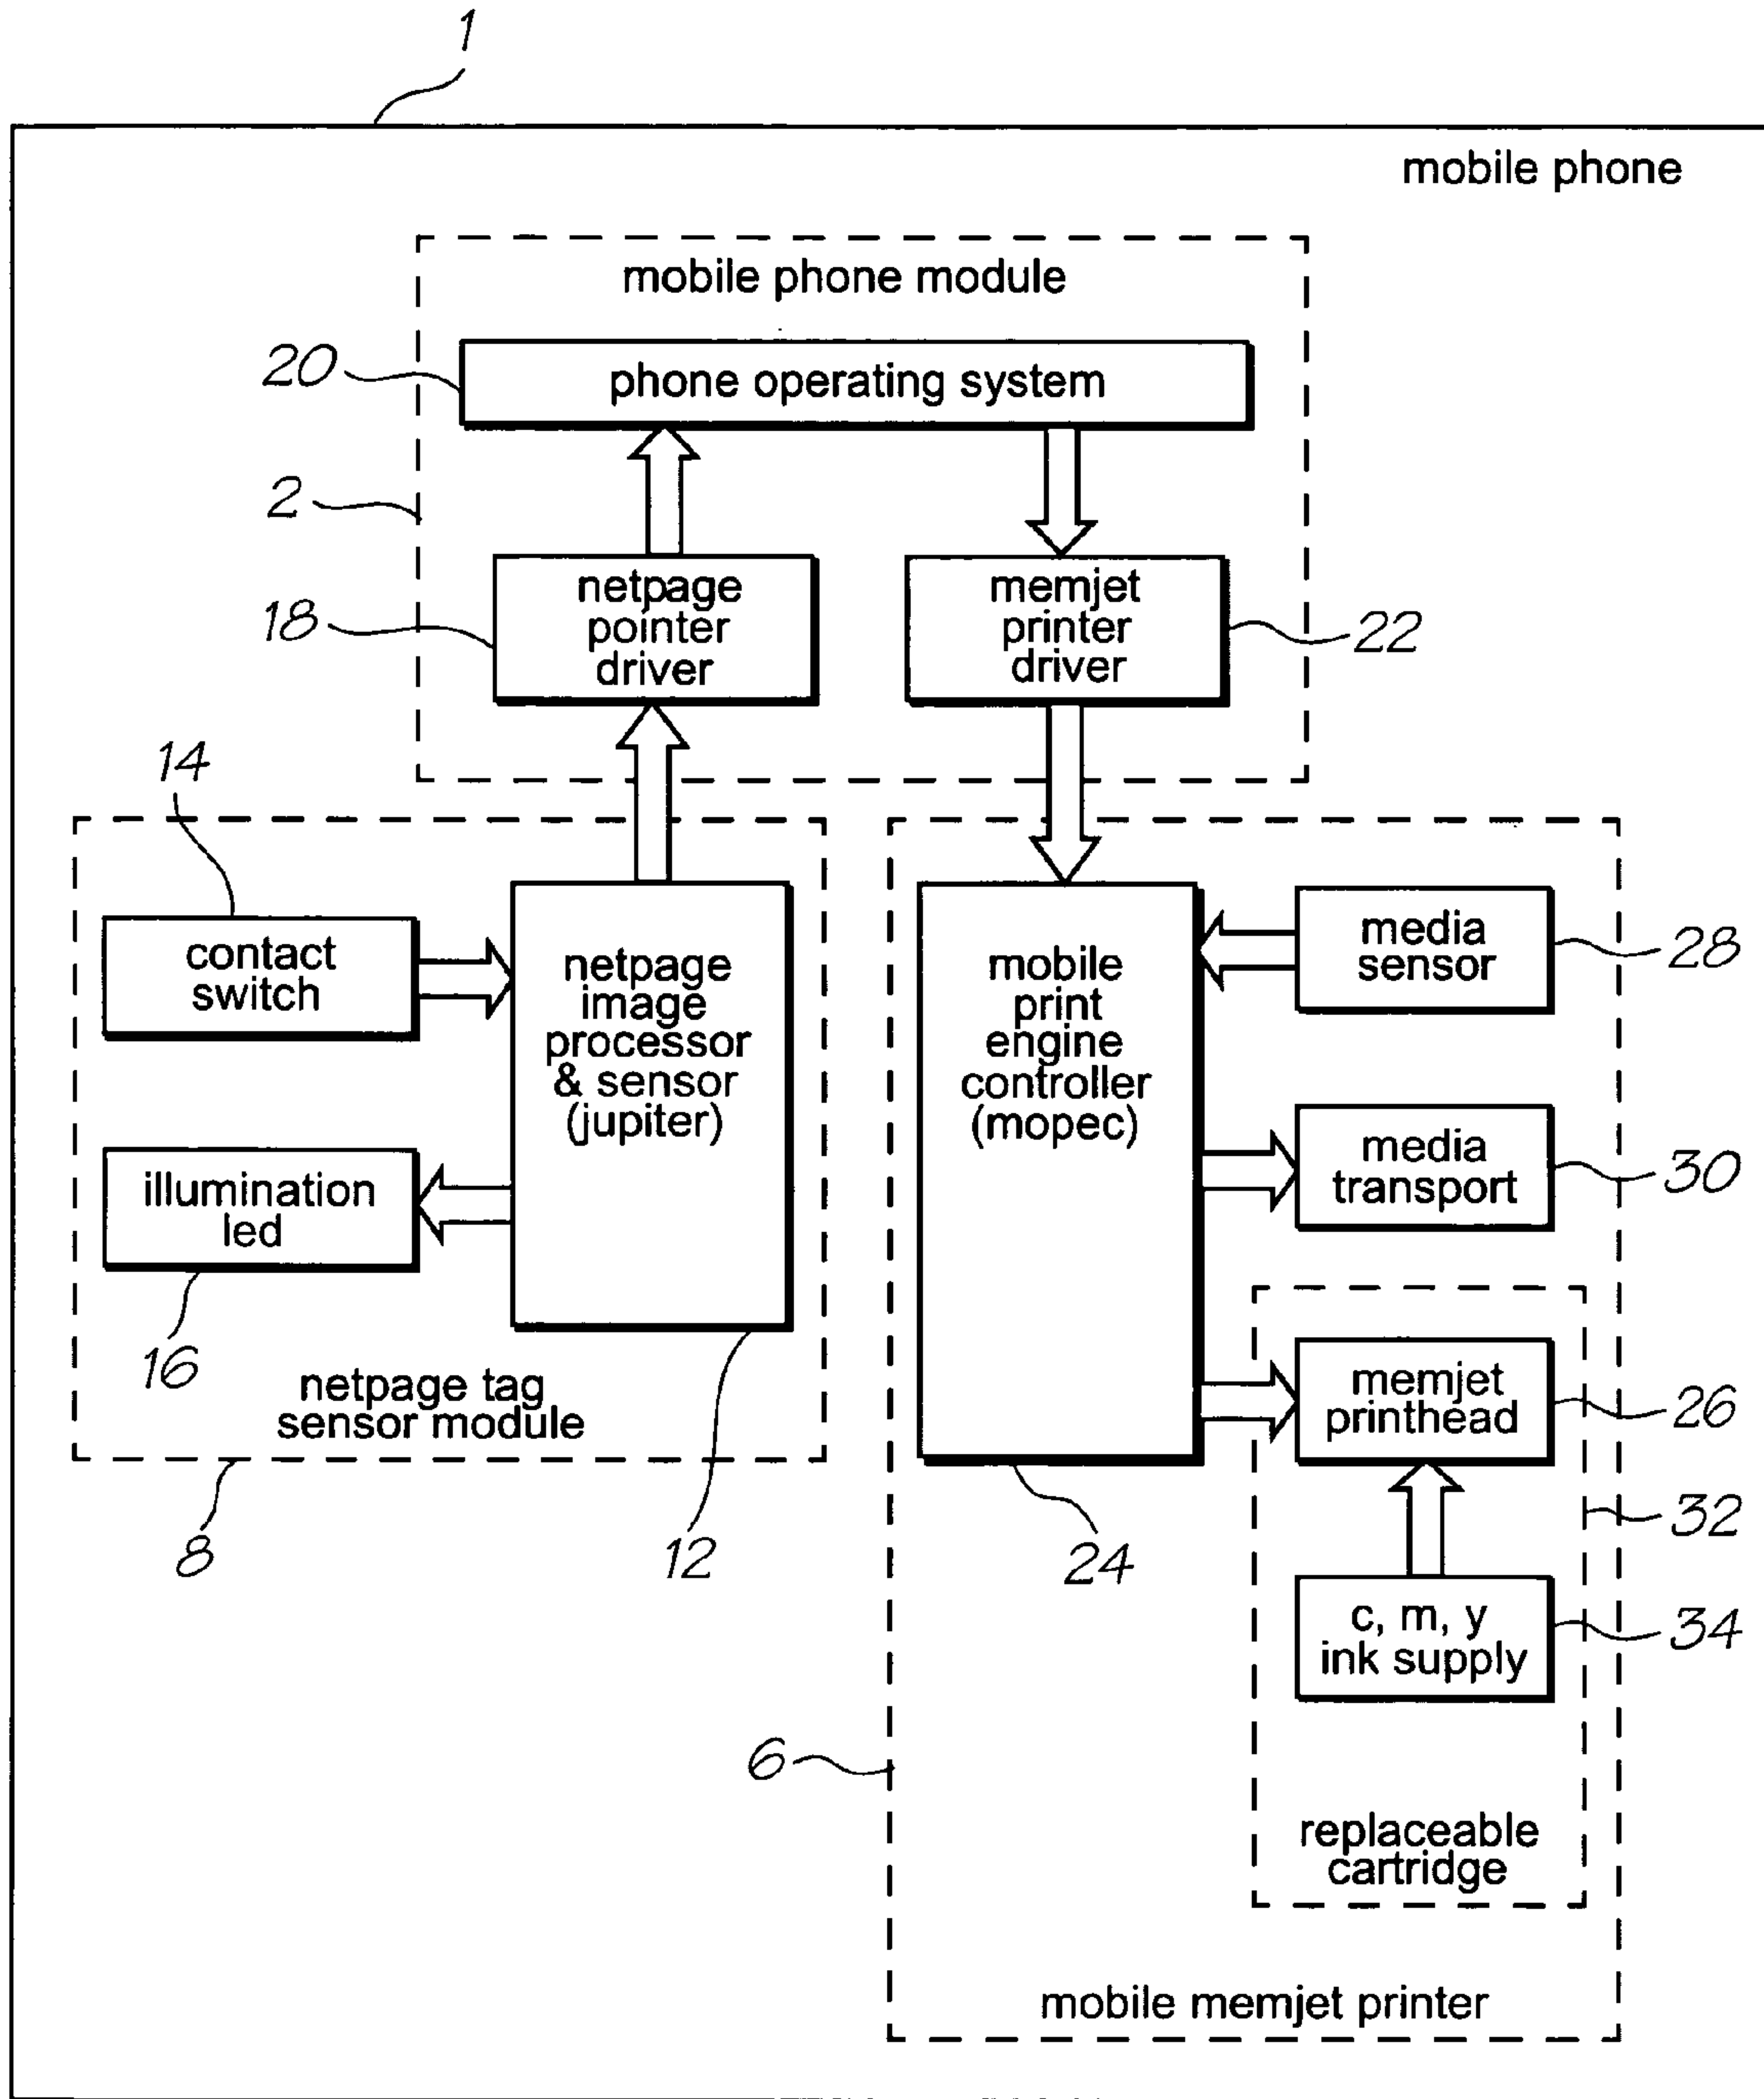 1
mobile phone
mobile phone module
20
phone operating system
2
netpage
pointer
driver
18
memjet
printer
driver
22
14
contact
switch
netpage
image
processor
& sensor
(jupiter)
illumination
led
16
netpage tag
sensor module
8
12
mobile
print
engine
controller
(mopec)
media
sensor
28
media
transport
30
memjet
printhead
26
32
24
c, m, y
ink supply
34
6
replaceable
cartridge
mobile memjet printer